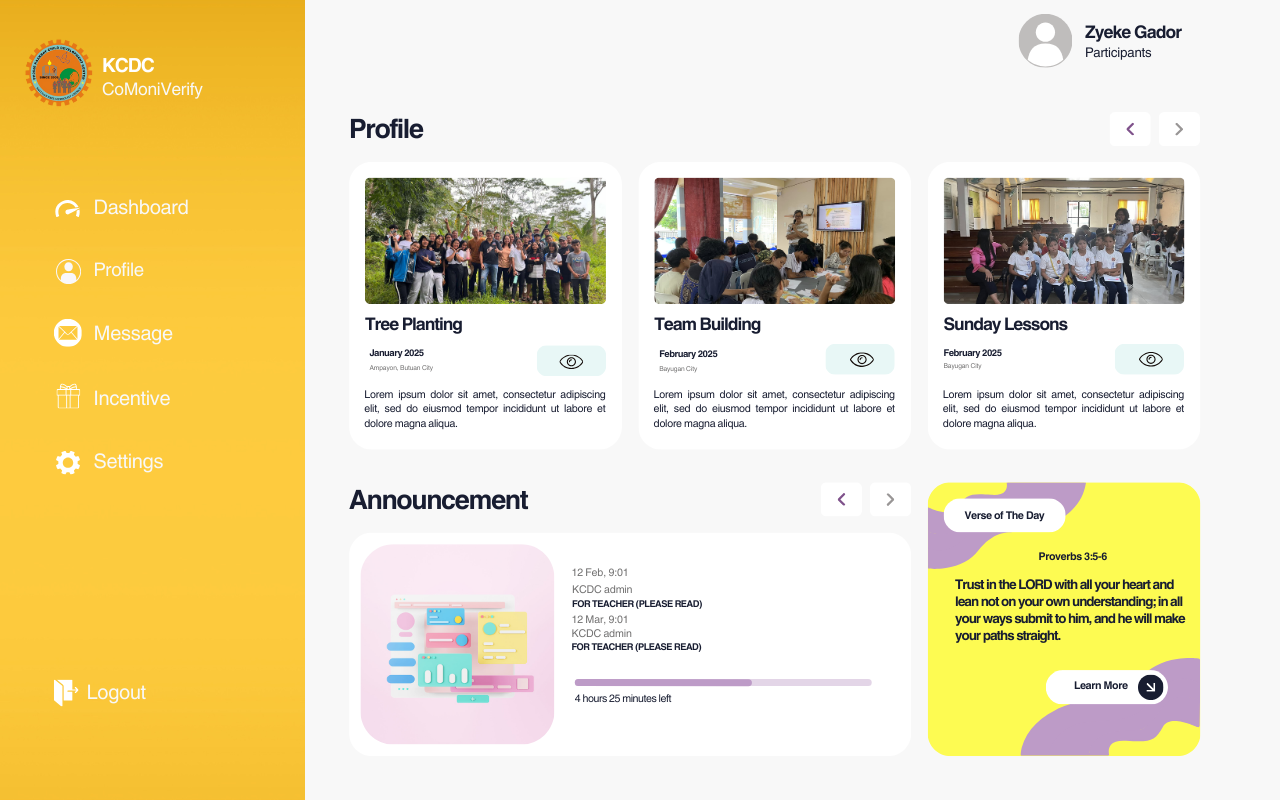 KCDC
CoMoniVerify
Dashboard
Profile
Message
Incentive
Settings
Logout
Zyeke Gador
Participants
Profile
Tree Planting
January 2025
Ampayon, Butuan City
Lorem ipsum dolor sit amet, consectetur adipiscing
elit, sed do eiusmod tempor incididunt ut labore et
dolore magna aliqua.
Team Building
February 2025
Bayugan City
Lorem ipsum dolor sit amet, consectetur adipiscing
elit, sed do eiusmod tempor incididunt ut labore et
dolore magna aliqua.
Sunday Lessons
February 2025
Bayugan City
Lorem ipsum dolor sit amet, consectetur adipiscing
elit, sed do eiusmod tempor incididunt ut labore et
dolore magna aliqua.
Announcement
12 Feb, 9:01
KCDC admin
FOR TEACHER (PLEASE READ)
12 Mar, 9:01
KCDC admin
FOR TEACHER (PLEASE READ)
4 hours 25 minutes left
Verse of The Day
Proverbs 3:5-6
Trust in the LORD with all your heart and
lean not on your own understanding; in all
your ways submit to him, and he will make
your paths straight.
Learn More